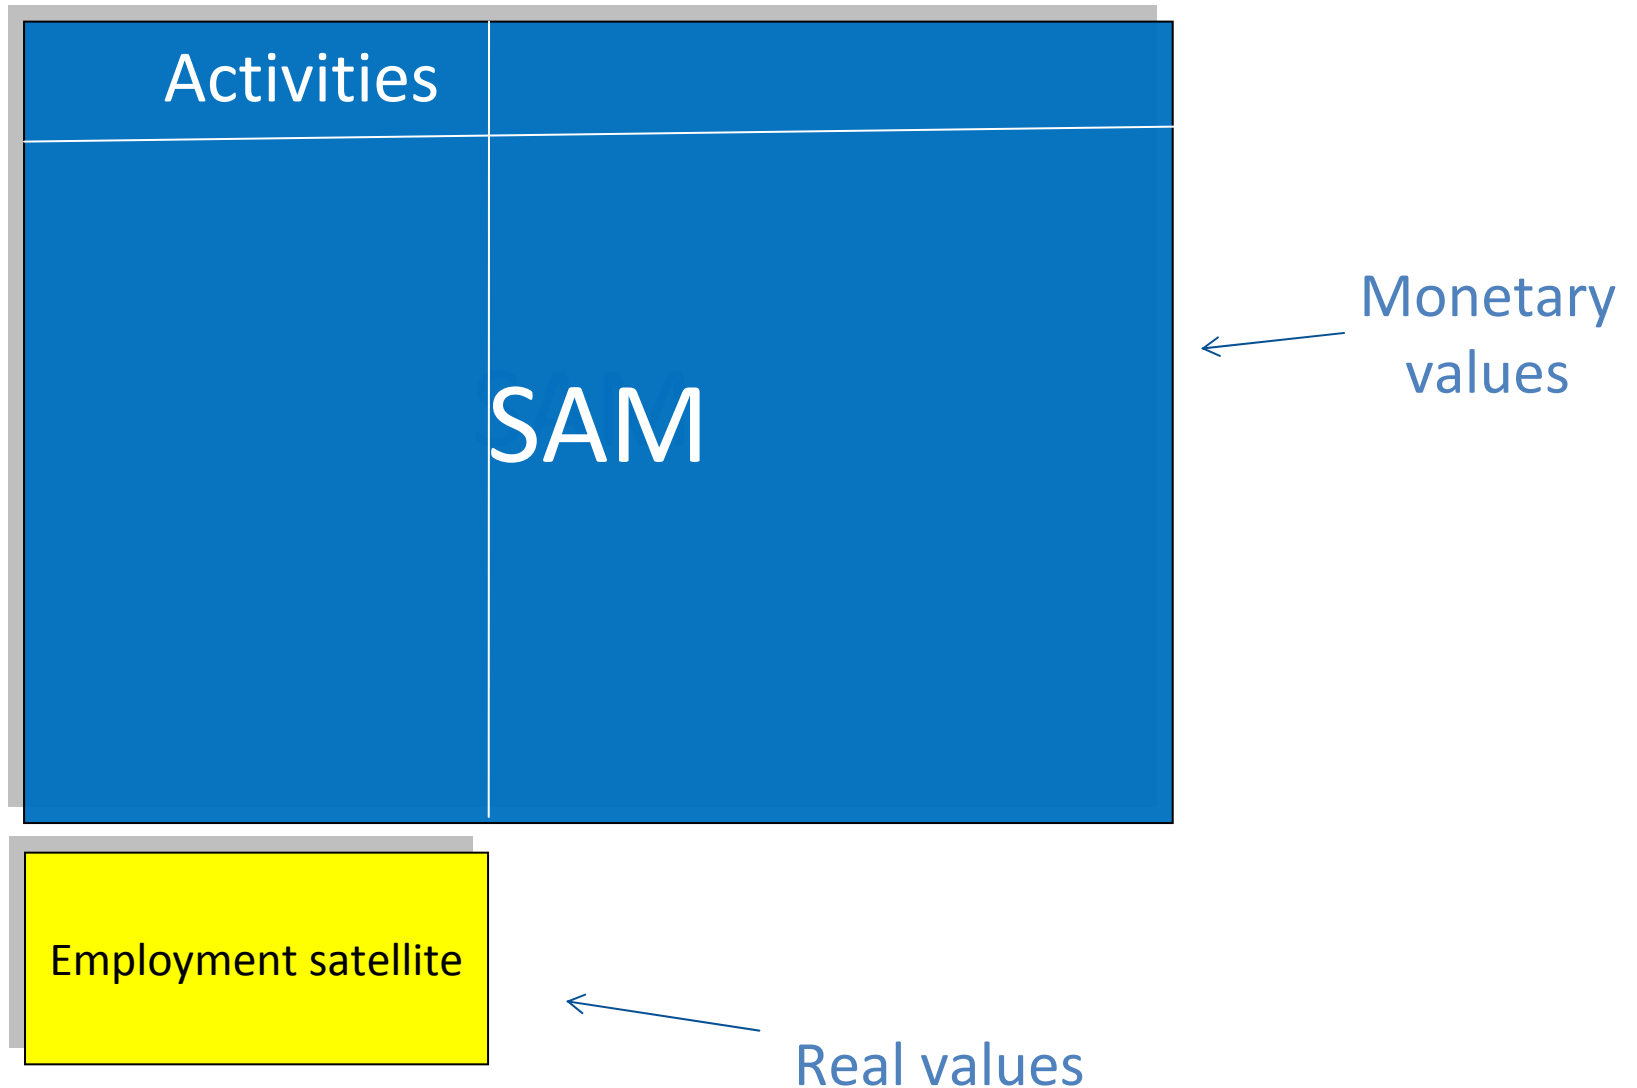 Activities
Monetary
values
SAM
Employment satellite
Real values